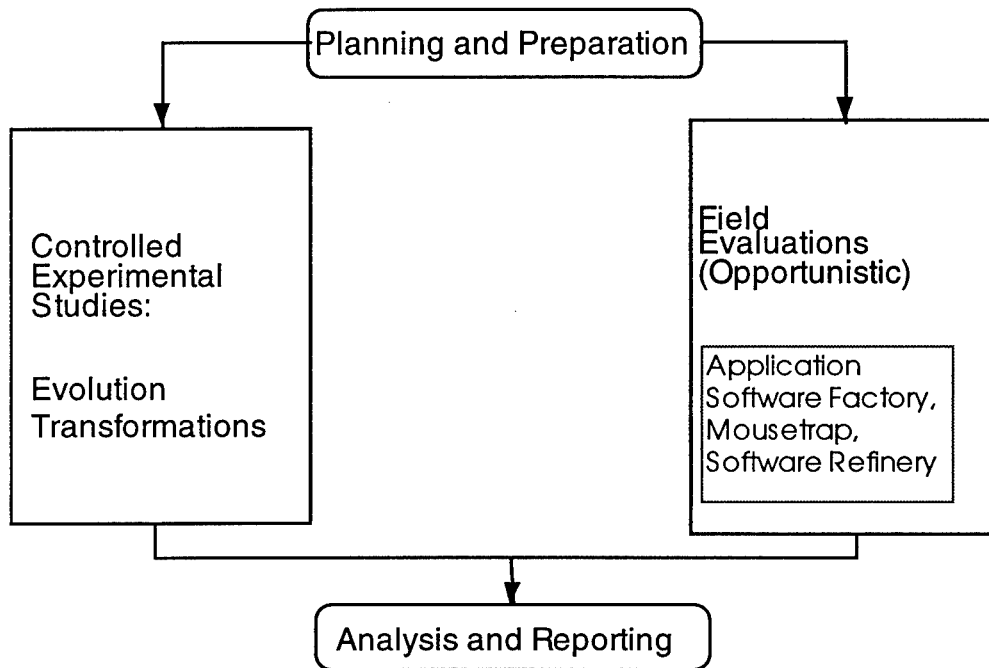 Planning and Preparation
Controlled
Experimental
Studies:
Evolution
Transformations
Field
Evaluations
(Opportunistic)
Application
Software Factory,
Mousetrap,
Software Refinery
Analysis and Reporting